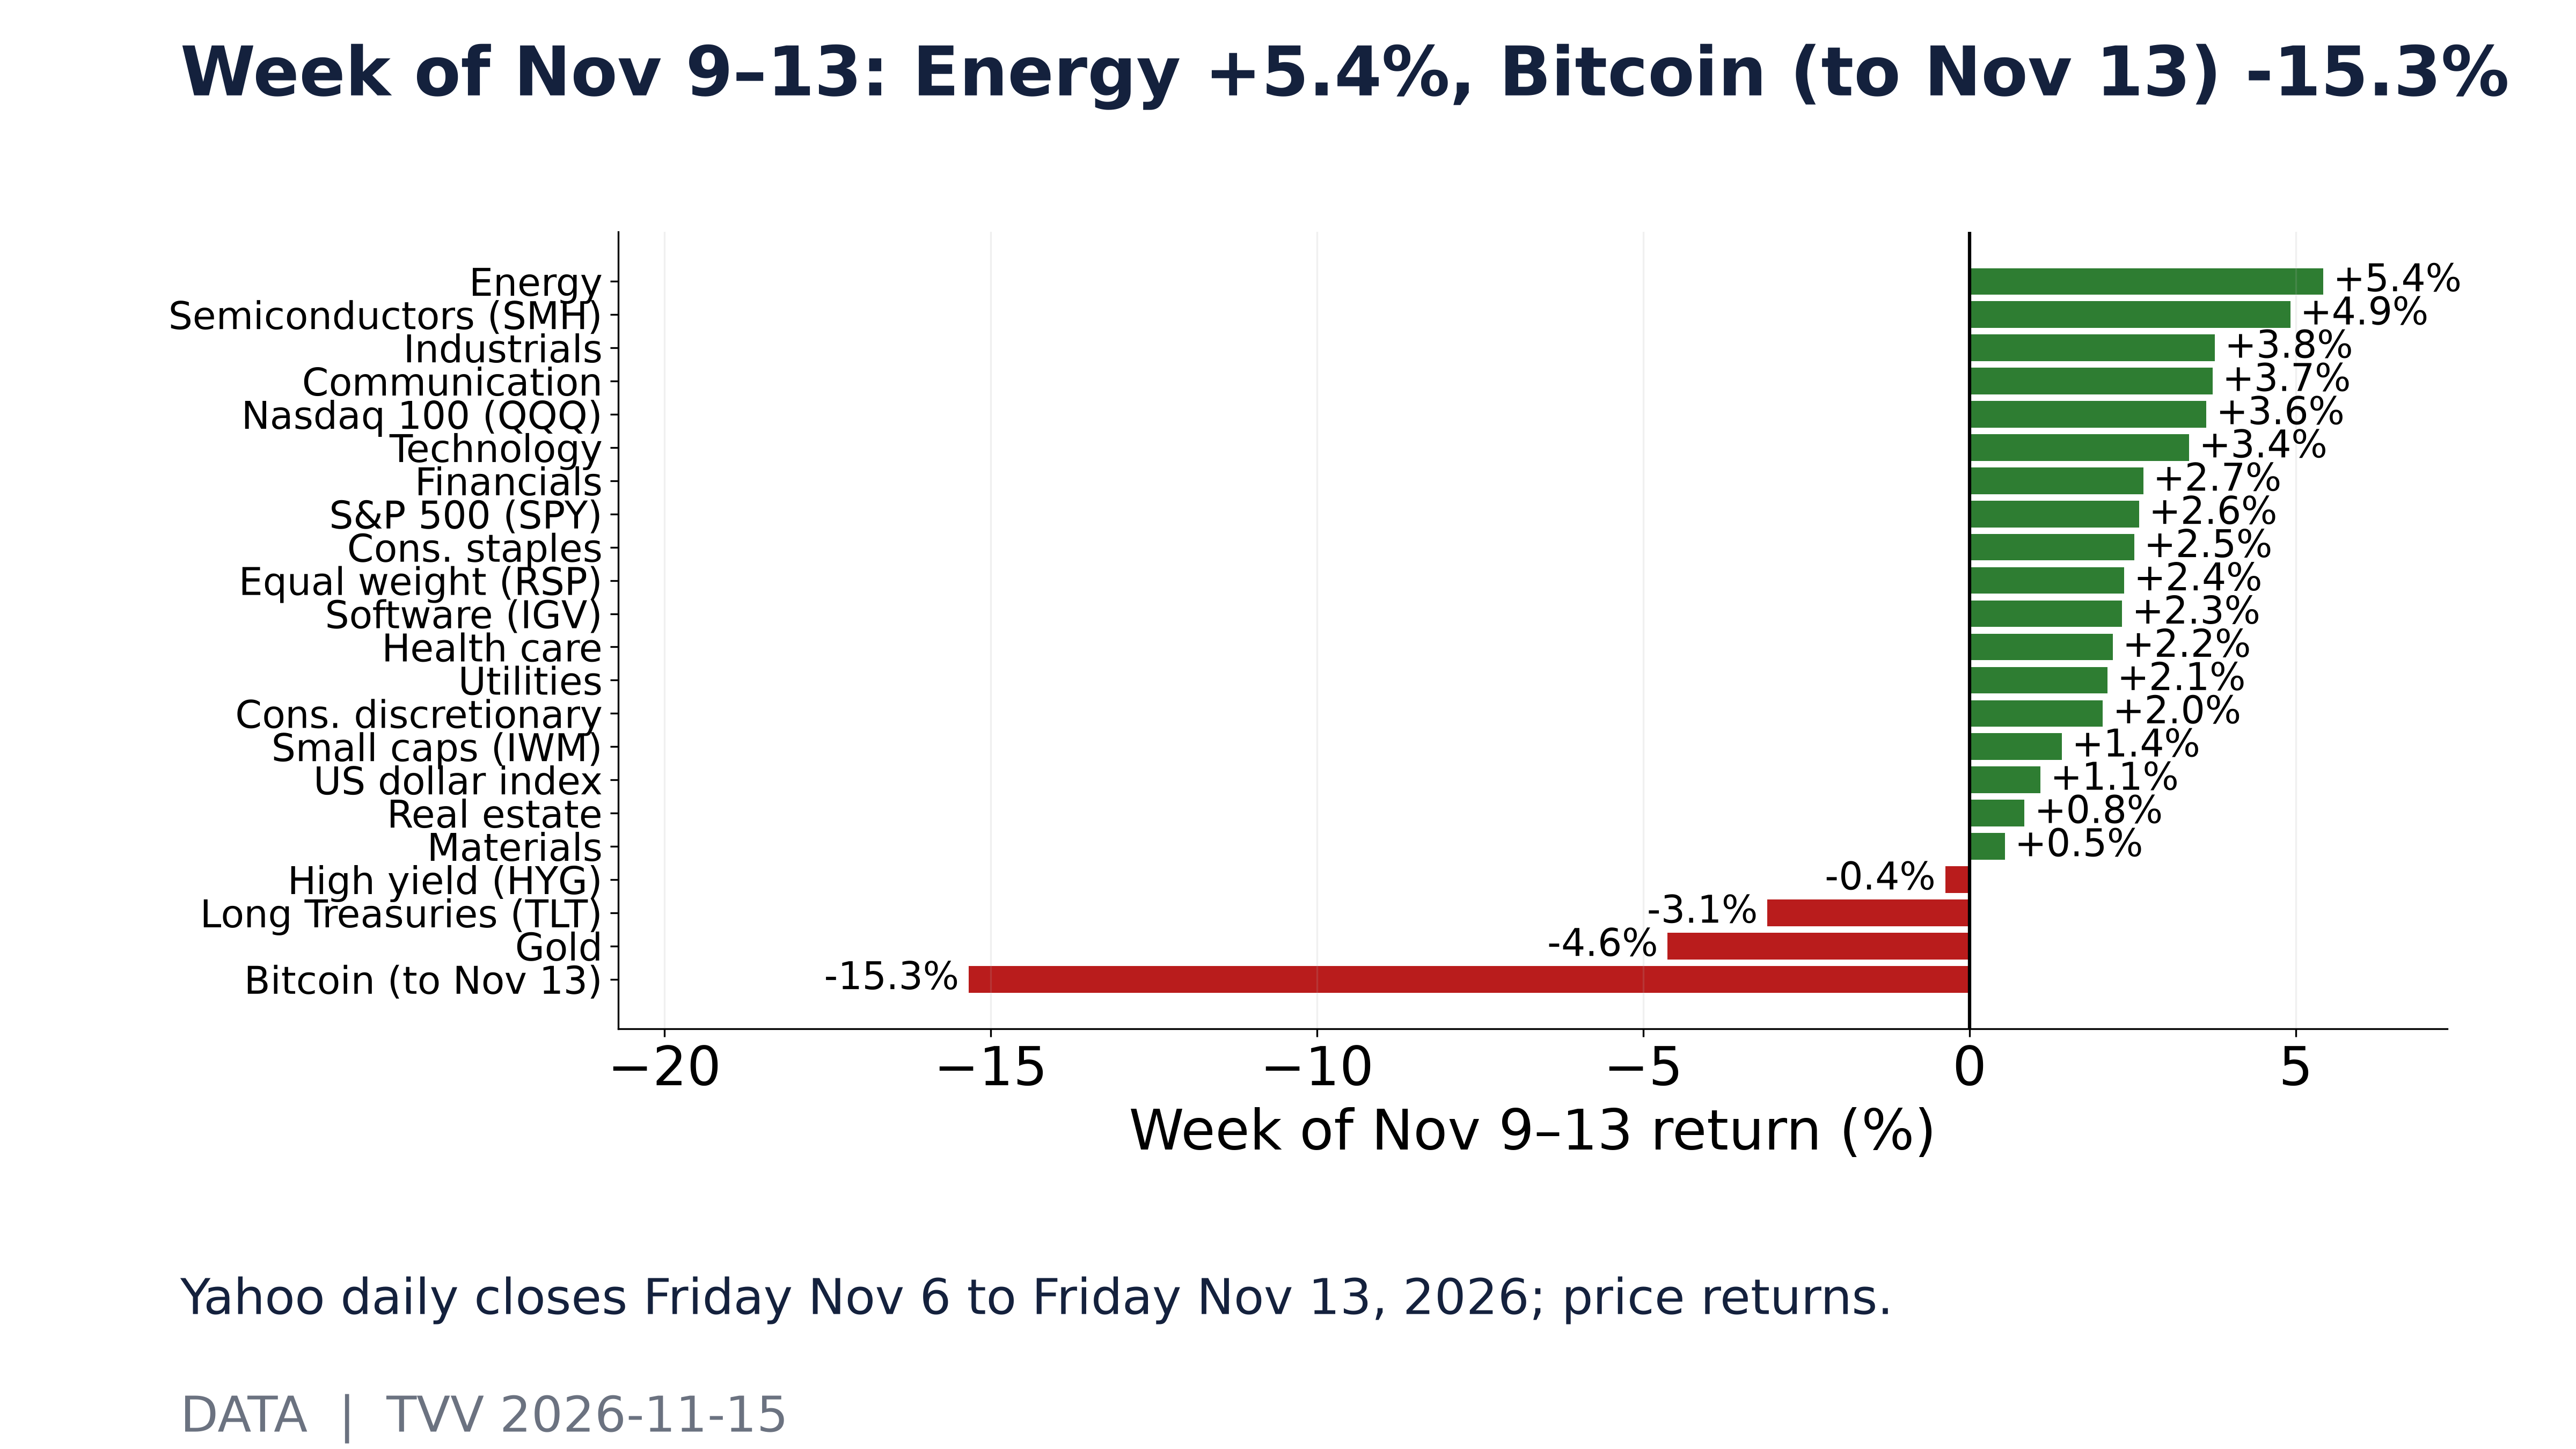 Week of Nov 9–13: Energy +5.4%, Bitcoin (to Nov 13) -15.3%
Energy +5.4%
Semiconductors (SMH) +4.9%
Industrials +3.8%
Communication +3.7%
Nasdaq 100 (QQQ) +3.6%
Technology +3.4%
Financials +2.7%
S&P 500 (SPY) +2.6%
Cons. staples +2.5%
Equal weight (RSP) +2.4%
Software (IGV) +2.3%
Health care +2.2%
Utilities +2.1%
Cons. discretionary +2.0%
Small caps (IWM) +1.4%
US dollar index +1.1%
Real estate +0.8%
Materials +0.5%
High yield (HYG) -0.4%
Long Treasuries (TLT) -3.1%
Gold -4.6%
Bitcoin (to Nov 13) -15.3%
−20 −15 −10 −5 0 5
Week of Nov 9–13 return (%)
Yahoo daily closes Friday Nov 6 to Friday Nov 13, 2026; price returns.
DATA | TVV 2026-11-15